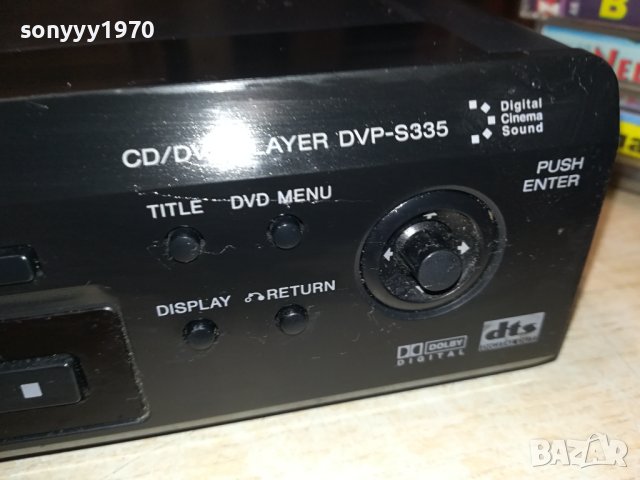 sonyyy1970
Digital
Cinema
Sound
CD/DVD PLAYER DVP-S335
PUSH
ENTER
TITLE
DVD MENU
DISPLAY
RETURN
DOLBY
DIGITAL
dts
BAZAR
B